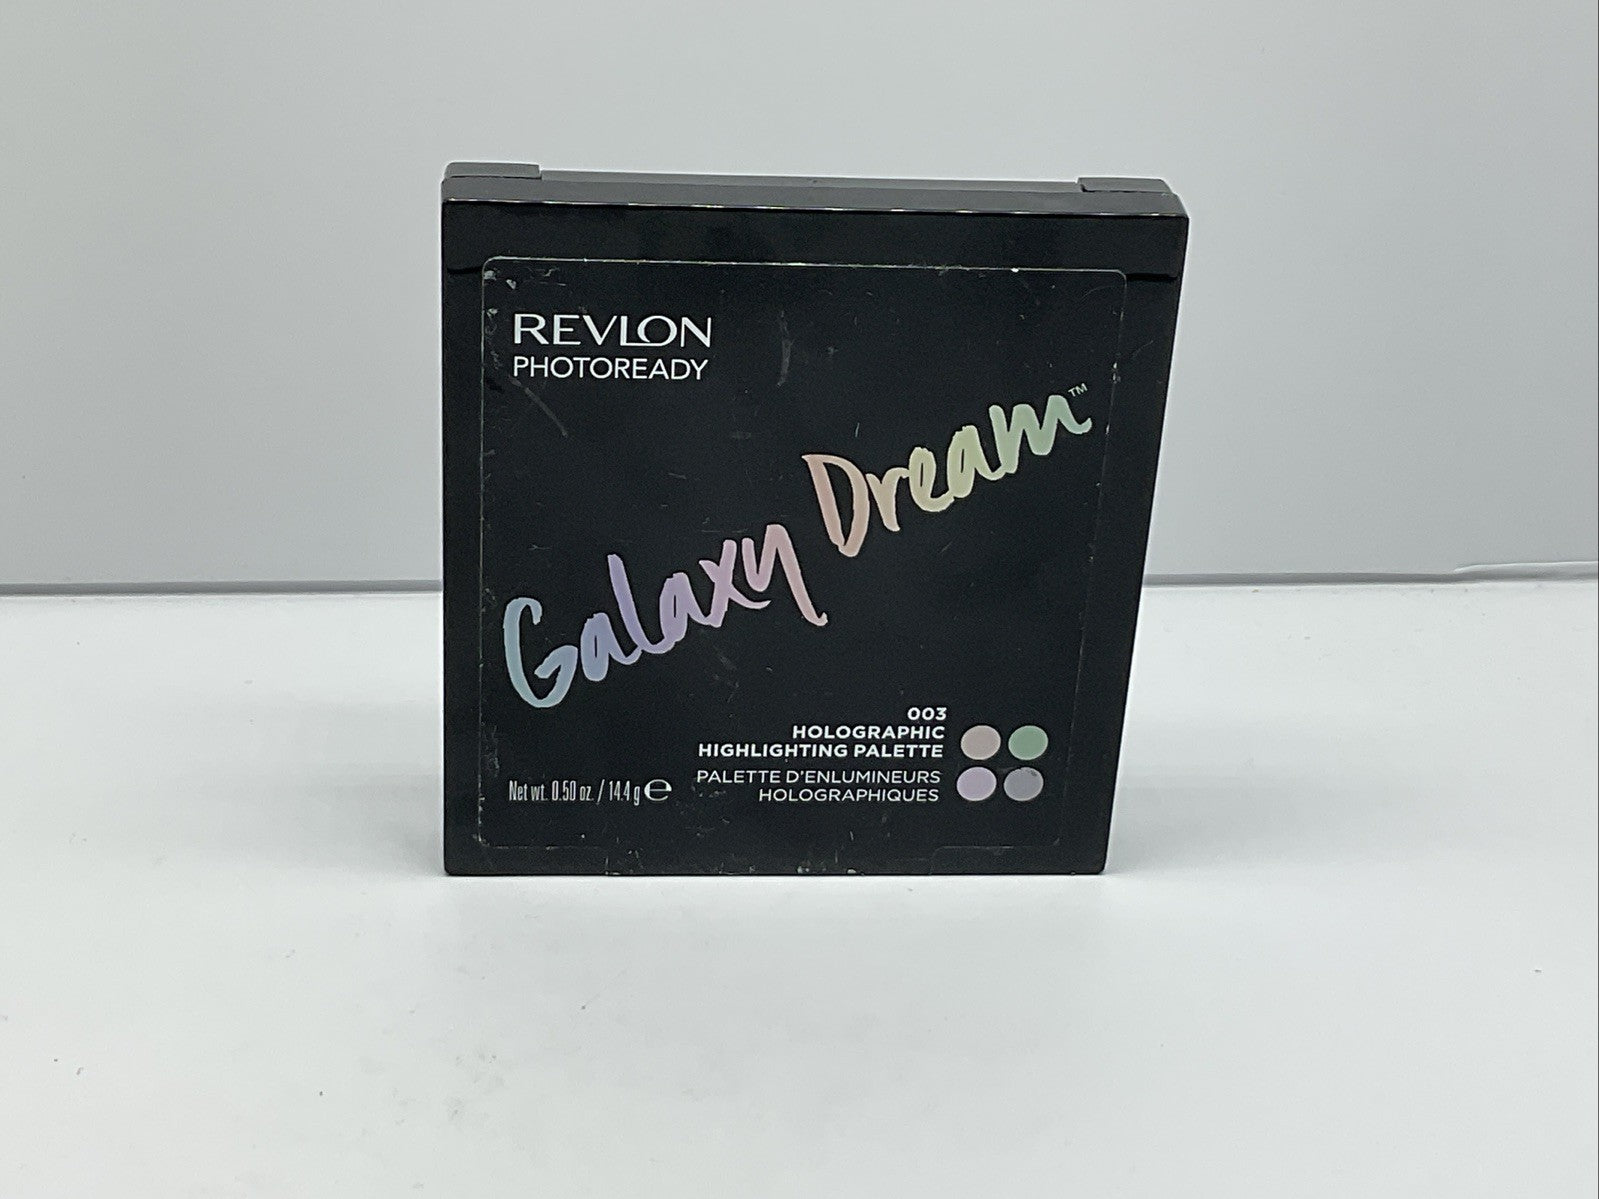 REVLON
PHOTOREADY
Galaxy Dream™
003
HOLOGRAPHIC
HIGHLIGHTING PALETTE
PALETTE D'ENLUMINEURS
HOLOGRAPHIQUES
Net wt. 0.50 oz. / 14.4 g ℮